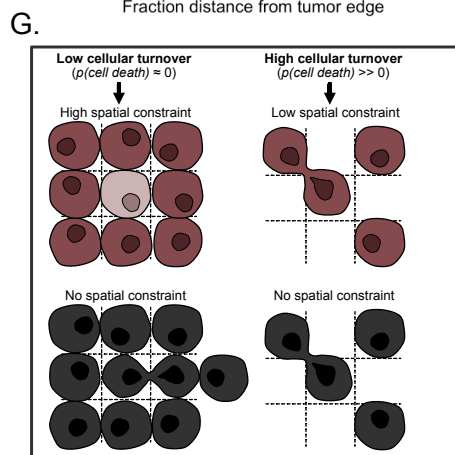 Fraction distance from tumor edge
G.
Low cellular turnover
(p(cell death) ≈ 0)
High cellular turnover
(p(cell death) >> 0)
High spatial constraint
Low spatial constraint
No spatial constraint
No spatial constraint